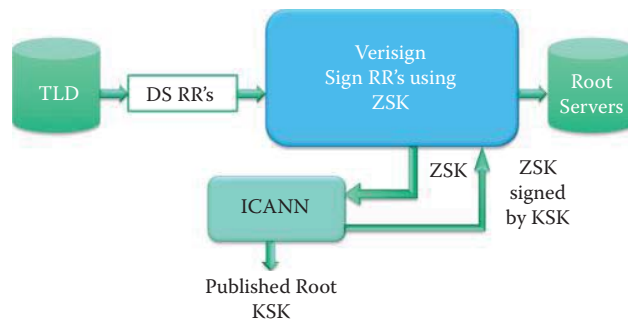 TLD
DS RR's
Verisign
Sign RR's using
ZSK
Root
Servers
ZSK
ZSK
signed
by KSK
ICANN
Published Root
KSK